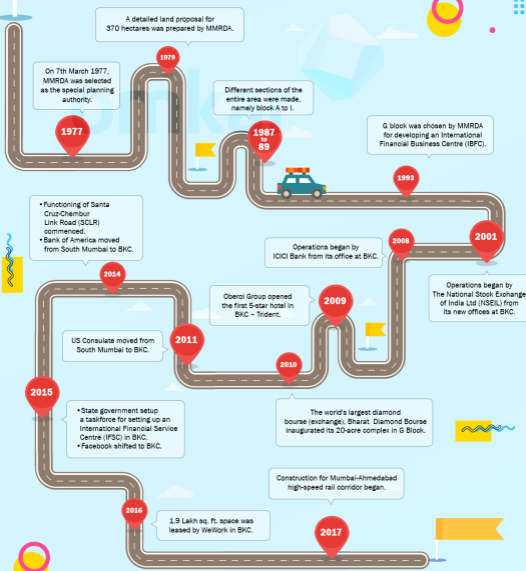 A detailed land proposal for
370 hectares was prepared by MMRDA.
1979
On 7th March 1977,
MMRDA was selected
as the special planning
authority.
1977
Different sections of the
entire area were made,
namely block A to I.
1987
to
89
G block was chosen by MMRDA
for developing an International
Financial Business Centre (IBFC).
1993
2001
Operations began by
The National Stock Exchange
of India Ltd (NSEIL) from
its new offices at BKC.
2008
Operations began by
ICICI Bank from its office at BKC.
2009
Oberoi Group opened
the first 5-star hotel in
BKC – Trident.
2010
The world's largest diamond
bourse (exchange), Bharat Diamond Bourse
inaugurated its 20-acre complex in G Block.
2011
US Consulate moved from
South Mumbai to BKC.
2014
• Functioning of Santa
Cruz-Chembur
Link Road (SCLR)
commenced.
• Bank of America moved
from South Mumbai to BKC.
2015
• State government setup
a taskforce for setting up an
International Financial Service
Centre (IFSC) in BKC.
• Facebook shifted to BKC.
2016
1.9 Lakh sq. ft. space was
leased by WeWork in BKC.
Construction for Mumbai-Ahmedabad
high-speed rail corridor began.
2017